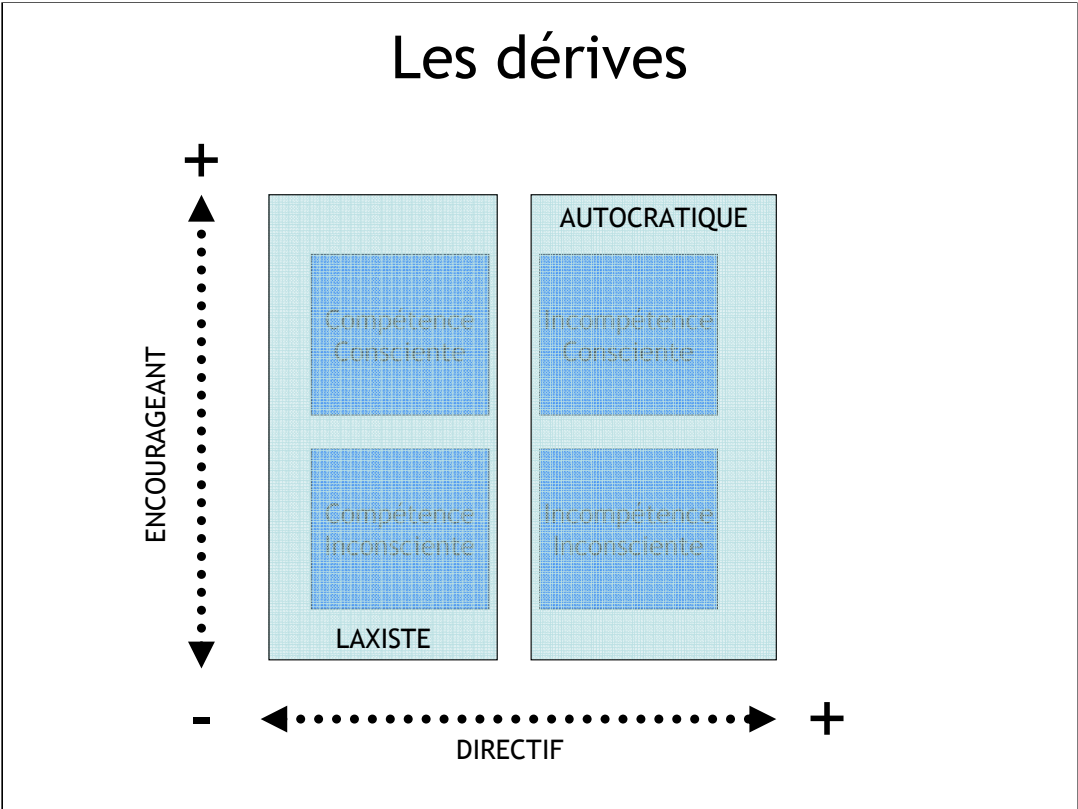 Les dérives
+
AUTOCRATIQUE
Compétence
Consciente
Incompétence
Consciente
ENCOURAGEANT
Compétence
inconsciente
Incompétence
Inconsciente
LAXISTE
-
+
DIRECTIF